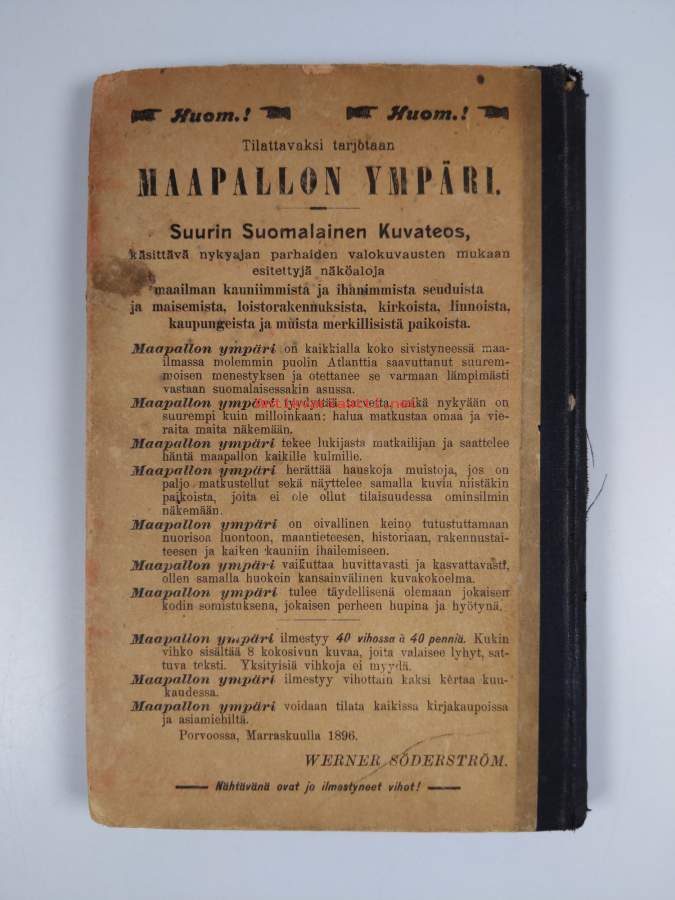 Huom.! Huom.!
Tilattavaksi tarjotaan
MAAPALLON YMPÄRI.
Suurin Suomalainen Kuvateos,
käsittävä nykyajan parhaiden valokuvausten mukaan
esitettyjä näköaloja
maailman kauniimmista ja ihanimmista seuduista
ja maisemista, loistorakennuksista, kirkoista, linnoista,
kaupungeista ja muista merkillisistä paikoista.
Maapallon ympäri on kaikkialla koko sivistyneessä maa-
ilmassa molemmin puolin Atlanttia saavuttanut suurem-
moisen menestyksen ja otettanee se varmaan lämpimästi
vastaan suomalaisessakin asussa.
Maapallon ympäri tyydyttää tarvetta, mikä nykyään on
suurempi kuin milloinkaan: halua matkustaa omaa ja vie-
raita maita näkemään.
Maapallon ympäri tekee lukijasta matkailijan ja saattelee
häntä maapallon kaikille kulmille.
Maapallon ympäri herättää hauskoja muistoja, jos on
paljo matkustellut sekä näyttelee samalla kuvia niistäkin
paikoista, joita ei ole ollut tilaisuudessa ominsilmin
näkemään.
Maapallon ympäri on oivallinen keino tutustuttamaan
nuorisoa luontoon, maantieteesen, historiaan, rakennustai-
teesen ja kaiken kauniin ihailemiseen.
Maapallon ympäri vaikuttaa huvittavasti ja kasvattavasti,
ollen samalla huokein kansainvälinen kuvakokoelma.
Maapallon ympäri tulee täydellisenä olemaan jokaisen
kodin somistuksena, jokaisen perheen hupina ja hyötynä.
Maapallon ympäri ilmestyy 40 vihossa à 40 penniä. Kukin
vihko sisältää 8 kokosivun kuvaa, joita valaisee lyhyt, sat-
tuva teksti. Yksityisiä vihkoja ei myydä.
Maapallon ympäri ilmestyy vihottain kaksi kertaa kuu-
kaudessa.
Maapallon ympäri voidaan tilata kaikissa kirjakaupoissa
ja asiamiehiltä.
Porvoossa, Marraskuulla 1896.
WERNER SÖDERSTRÖM.
Nähtävänä ovat jo ilmestyneet vihot!